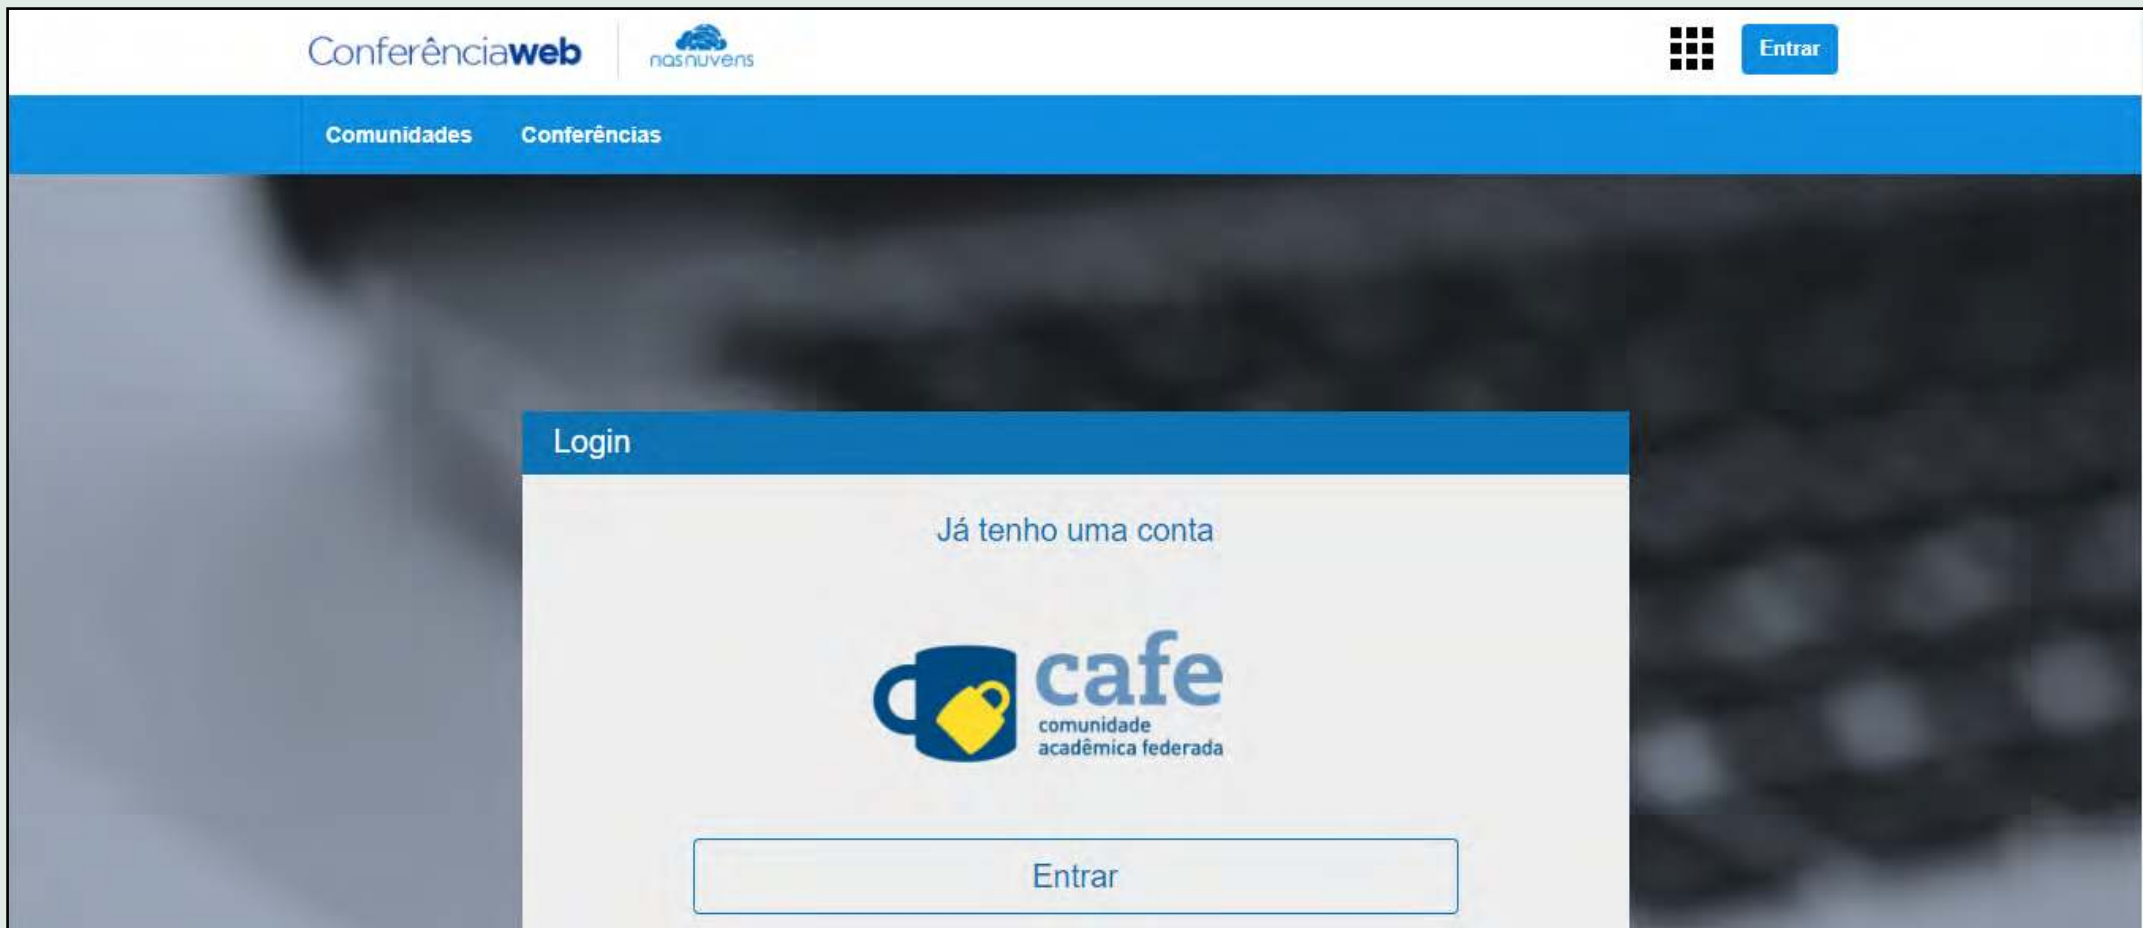 Conferênciaweb
nasnuvens
Entrar
Comunidades Conferências
Login
Já tenho uma conta
cafe
comunidade
acadêmica federada
Entrar